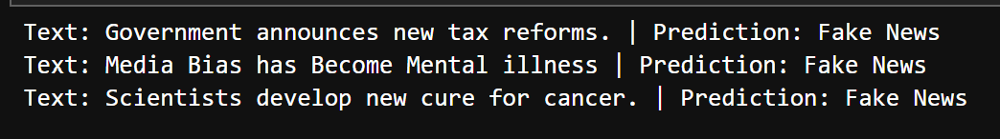 Text: Government announces new tax reforms. | Prediction: Fake News
Text: Media Bias has Become Mental illness | Prediction: Fake News
Text: Scientists develop new cure for cancer. | Prediction: Fake News